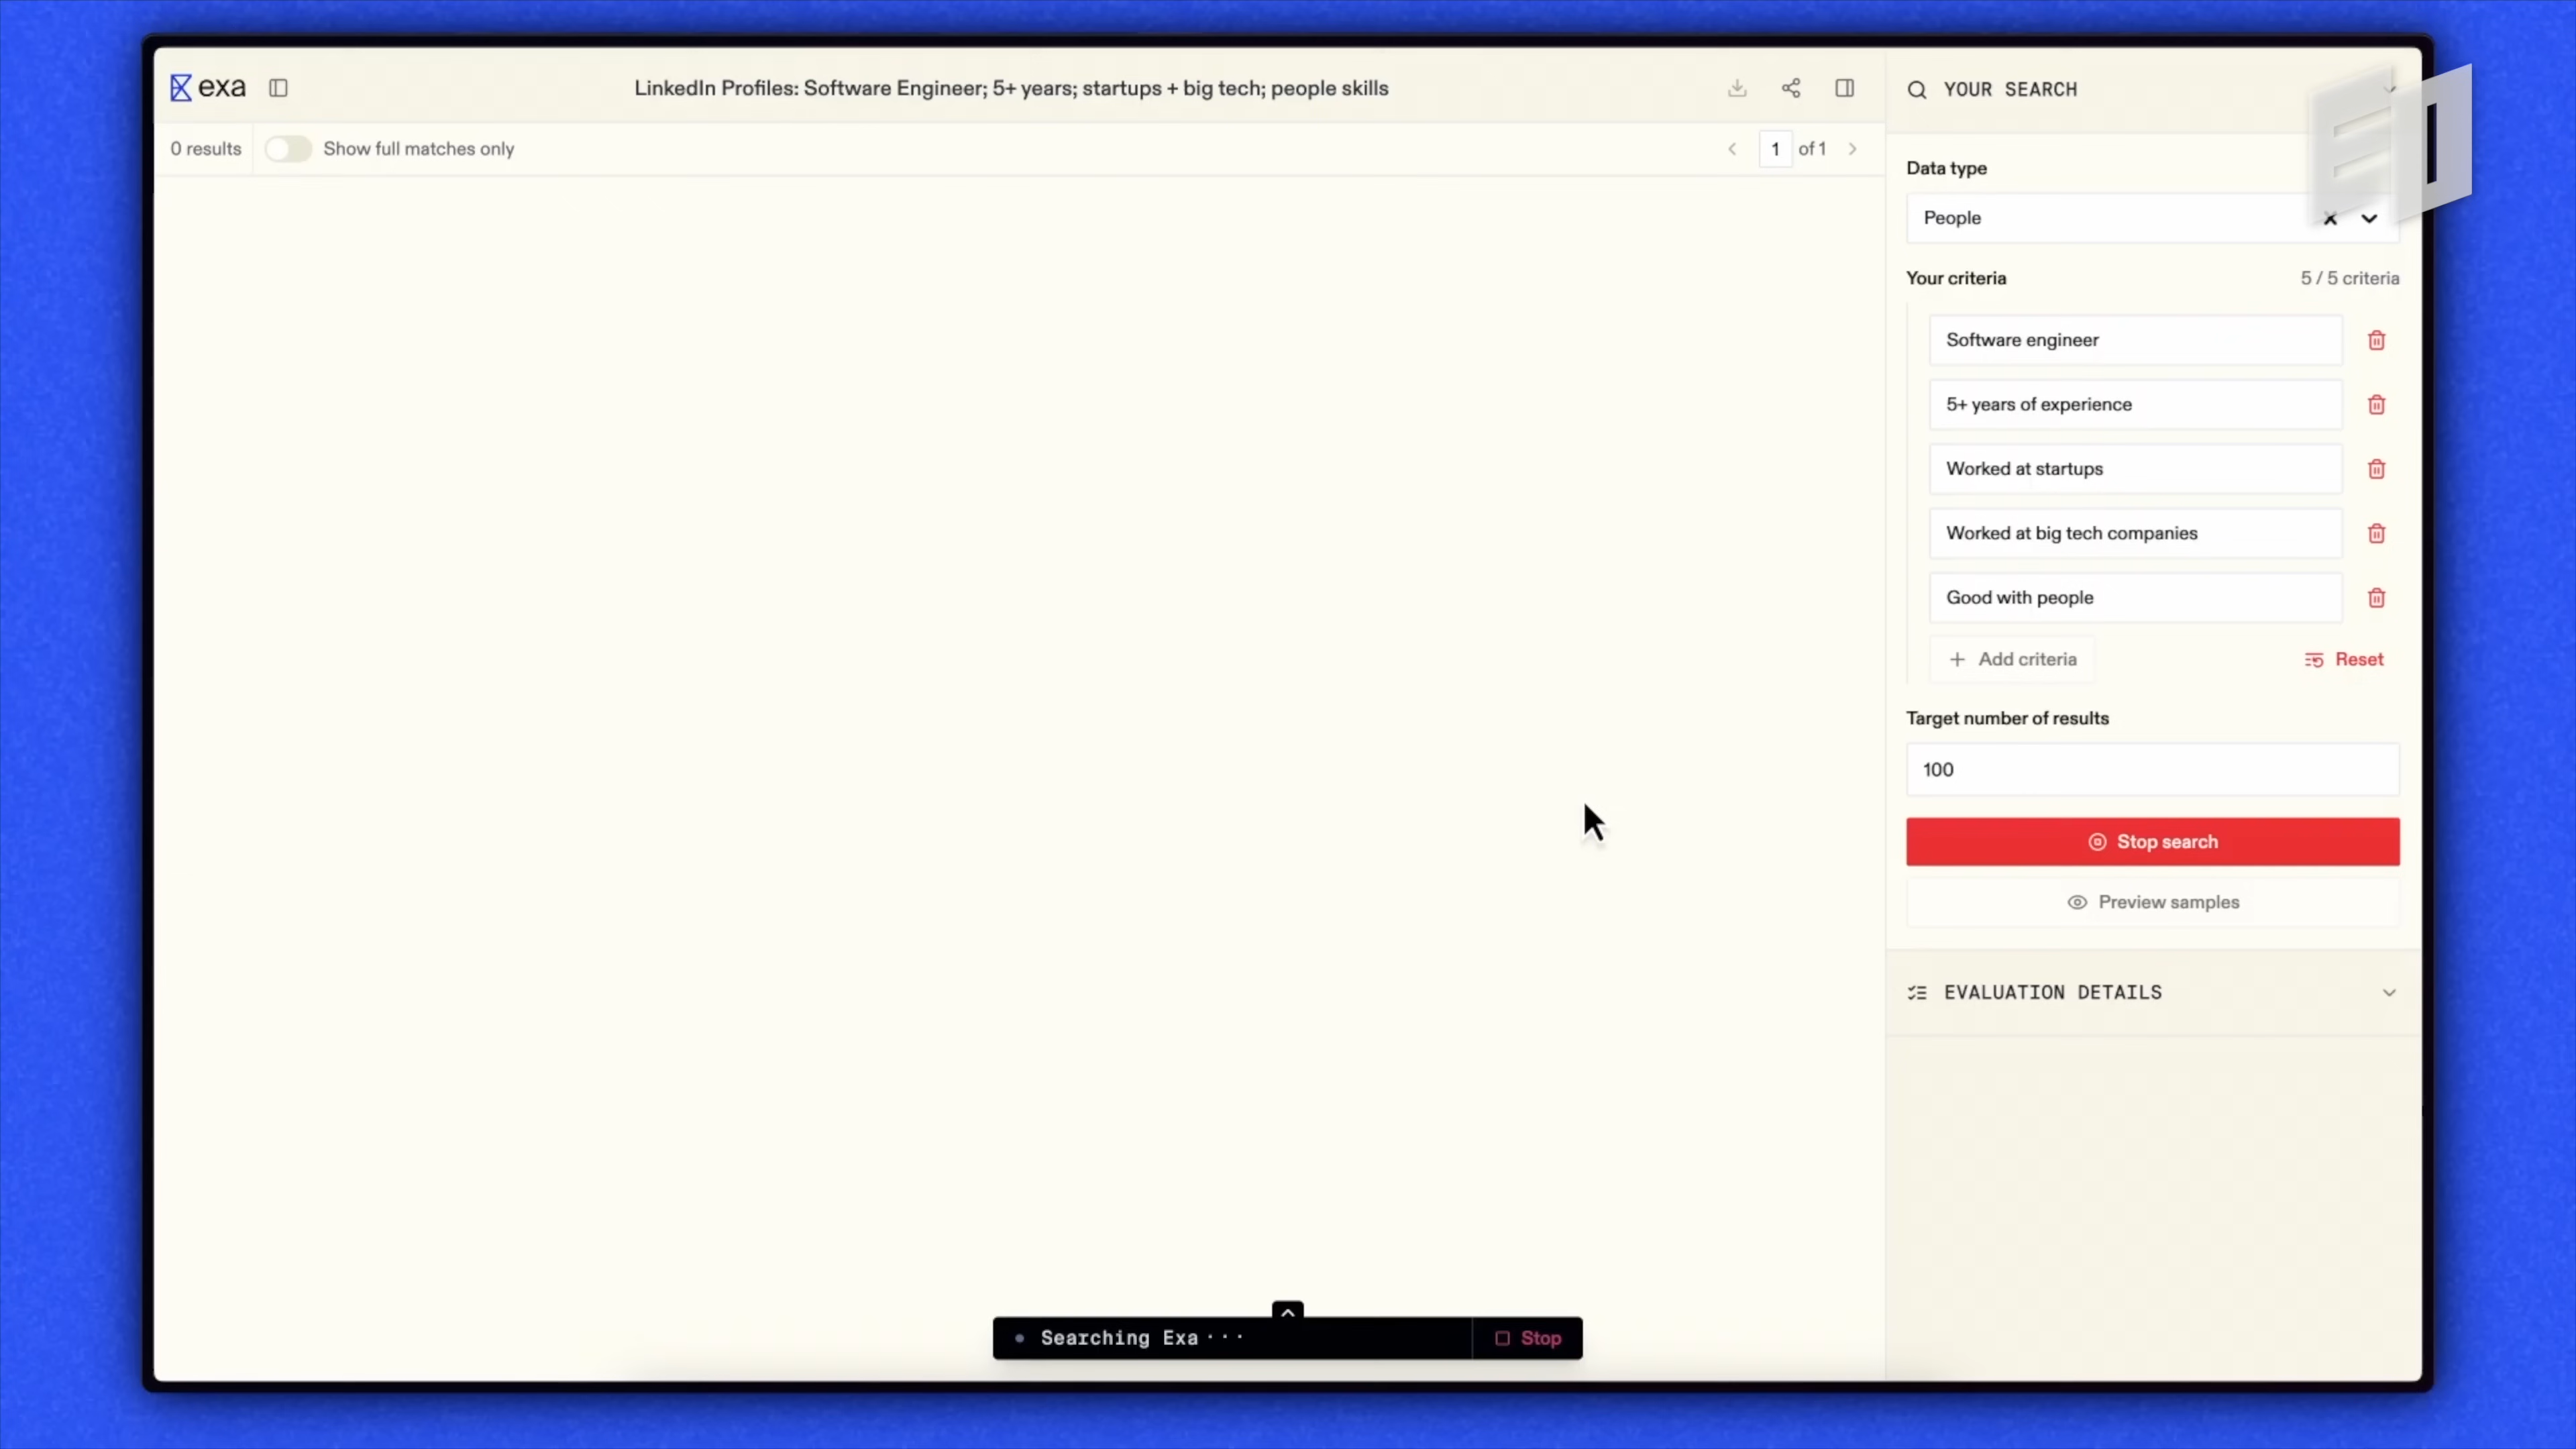 exa
LinkedIn Profiles: Software Engineer; 5+ years; startups + big tech; people skills
0 results
Show full matches only
1 of 1
YOUR SEARCH
Data type
People
Your criteria
5 / 5 criteria
Software engineer
5+ years of experience
Worked at startups
Worked at big tech companies
Good with people
+ Add criteria
Reset
Target number of results
100
Stop search
Preview samples
EVALUATION DETAILS
Searching Exa ···
Stop